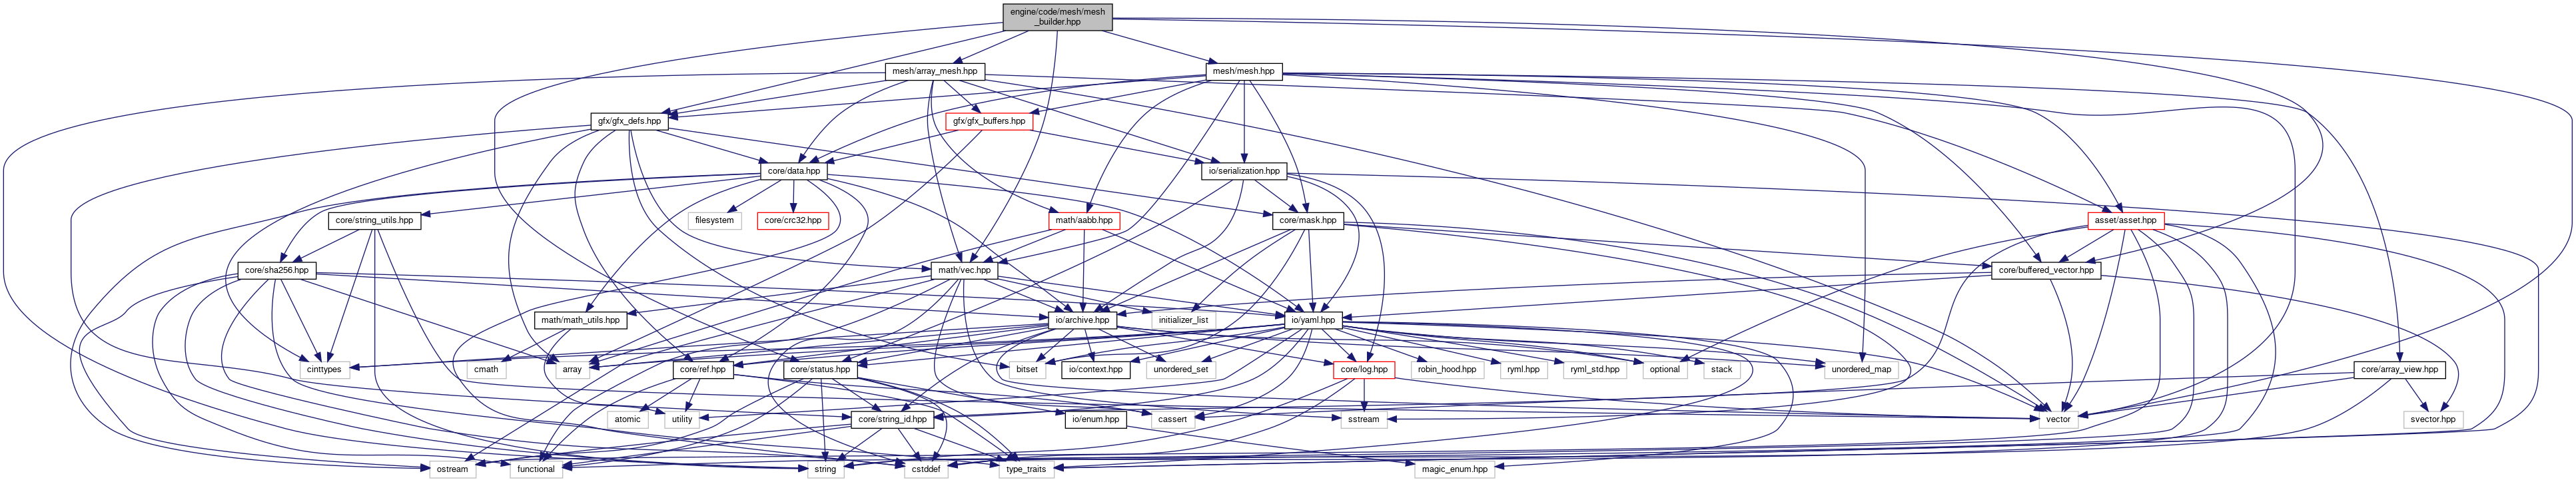 engine/code/mesh/mesh
_builder.hpp
mesh/array_mesh.hpp
mesh/mesh.hpp
gfx/gfx_defs.hpp
gfx/gfx_buffers.hpp
core/data.hpp
io/serialization.hpp
core/string_utils.hpp
filesystem
core/crc32.hpp
math/aabb.hpp
core/mask.hpp
asset/asset.hpp
core/sha256.hpp
math/vec.hpp
core/buffered_vector.hpp
math/math_utils.hpp
io/archive.hpp
initializer_list
io/yaml.hpp
cinttypes
cmath
array
core/ref.hpp
core/status.hpp
bitset
io/context.hpp
unordered_set
core/log.hpp
robin_hood.hpp
ryml.hpp
ryml_std.hpp
optional
stack
unordered_map
core/array_view.hpp
atomic
utility
core/string_id.hpp
io/enum.hpp
cassert
sstream
vector
svector.hpp
ostream
functional
string
cstddef
type_traits
magic_enum.hpp